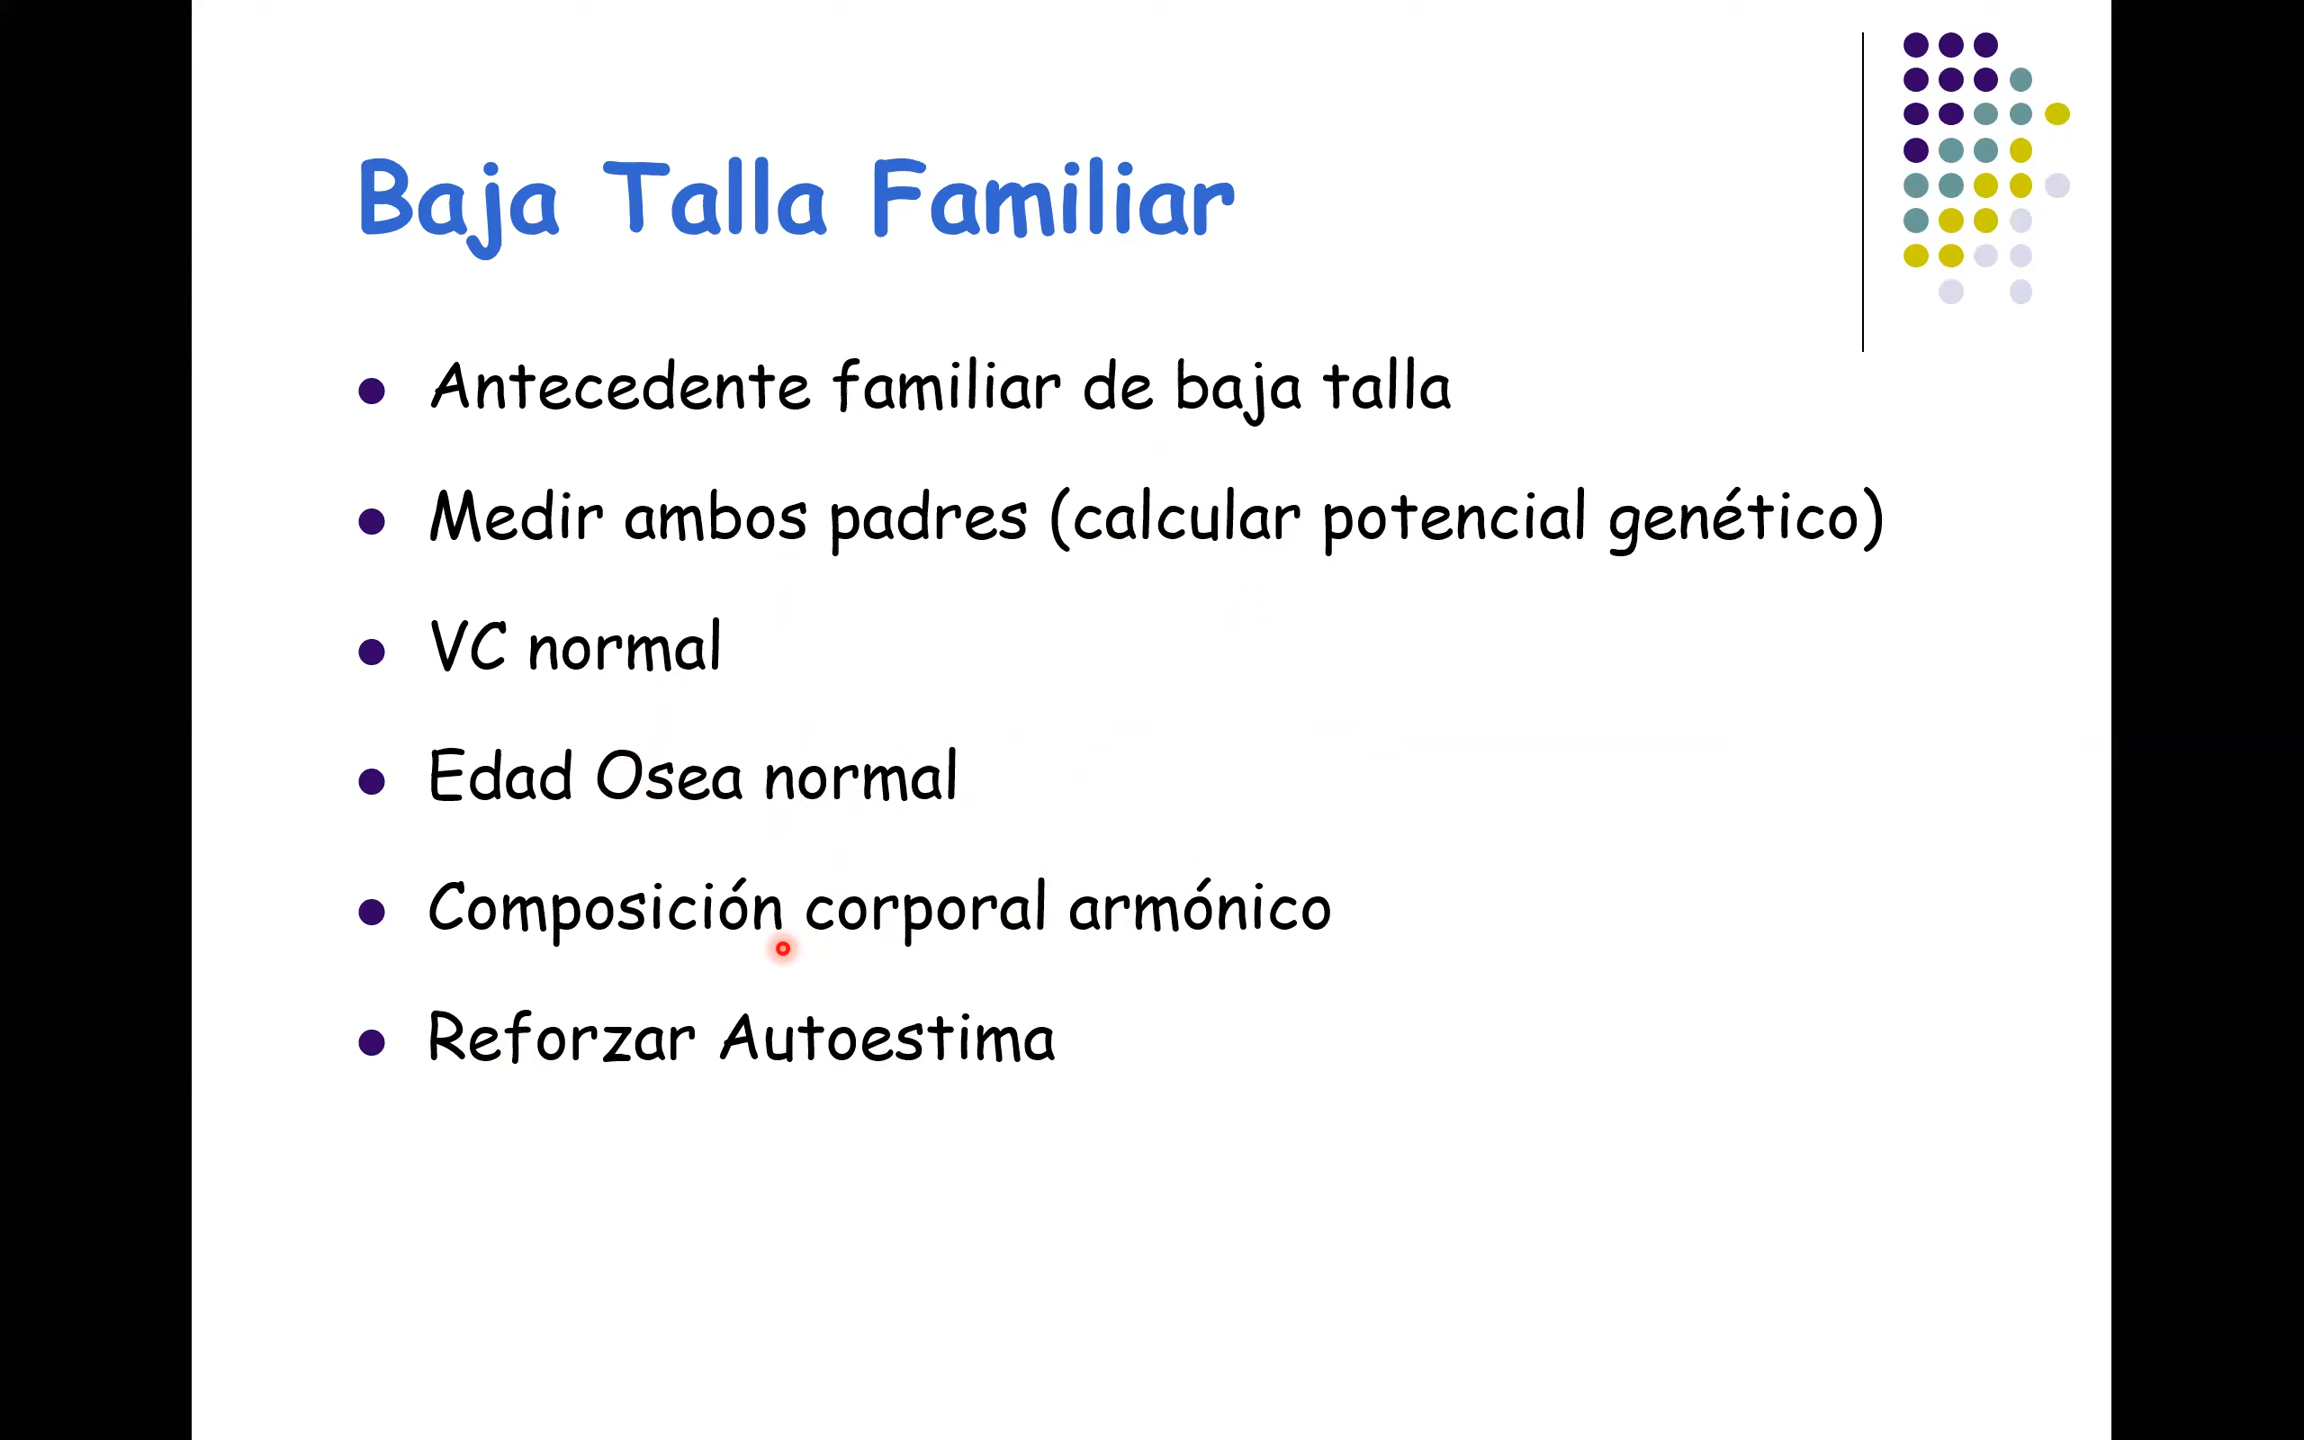 Baja Talla Familiar
Antecedente familiar de baja talla
Medir ambos padres (calcular potencial genético)
VC normal
Edad Osea normal
Composición corporal armónico
Reforzar Autoestima